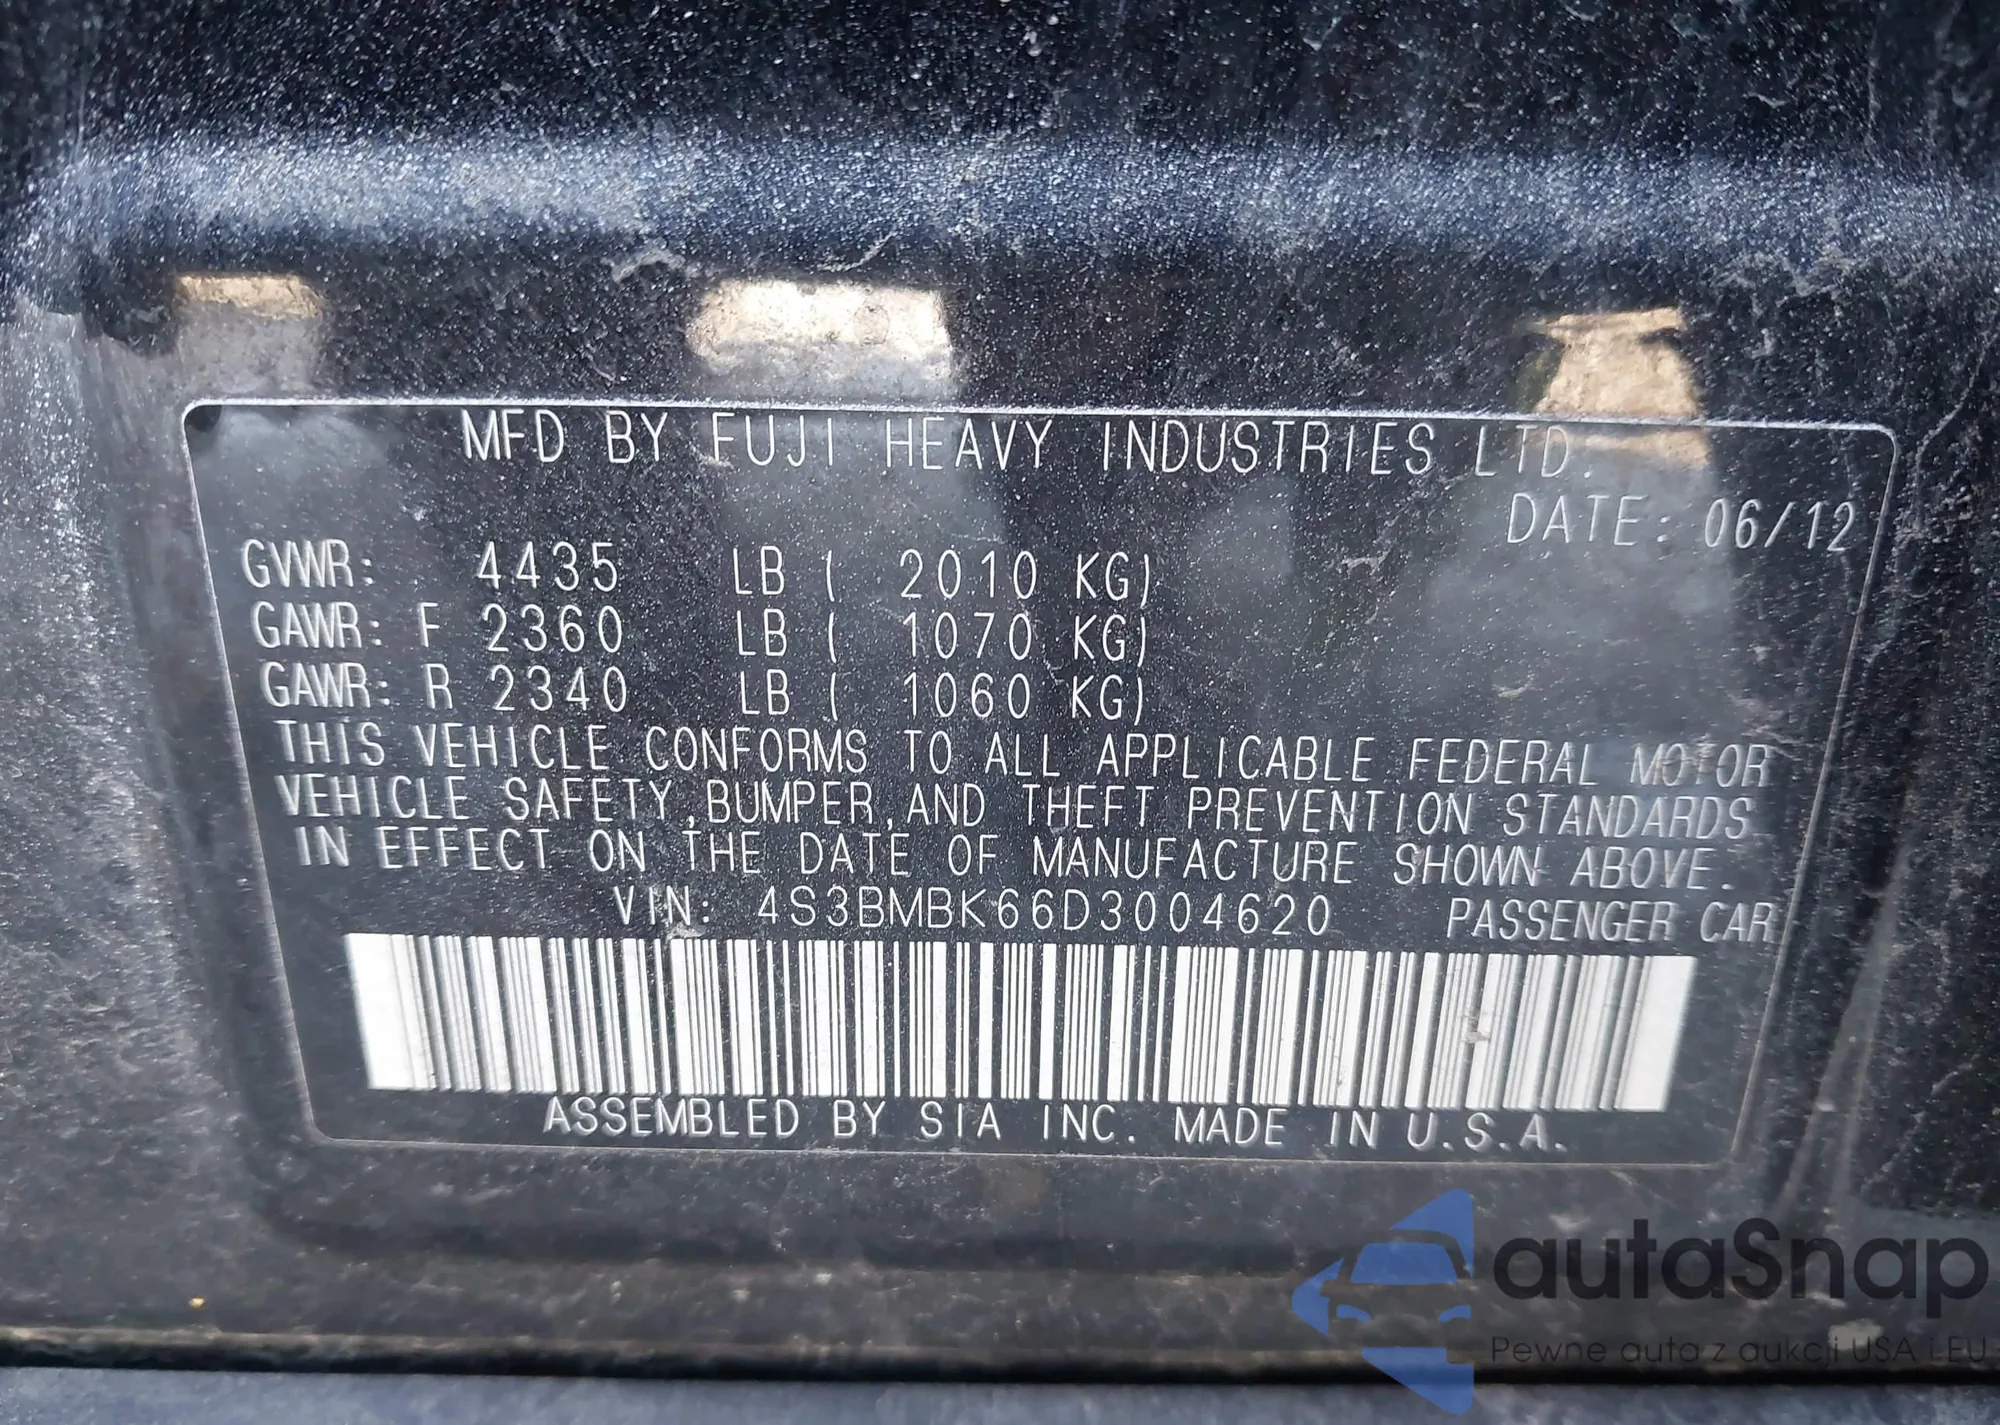 MFD BY FUJI HEAVY INDUSTRIES LTD.
DATE: 06/12
GVWR: 4435 LB ( 2010 KG)
GAWR: F 2360 LB ( 1070 KG)
GAWR: R 2340 LB ( 1060 KG)
THIS VEHICLE CONFORMS TO ALL APPLICABLE FEDERAL MOTOR
VEHICLE SAFETY,BUMPER,AND THEFT PREVENTION STANDARDS
IN EFFECT ON THE DATE OF MANUFACTURE SHOWN ABOVE.
VIN: 4S3BMBK66D3004620 PASSENGER CAR
ASSEMBLED BY SIA INC. MADE IN U.S.A.
autaSnap
Pewne auta z aukcji USA i EU